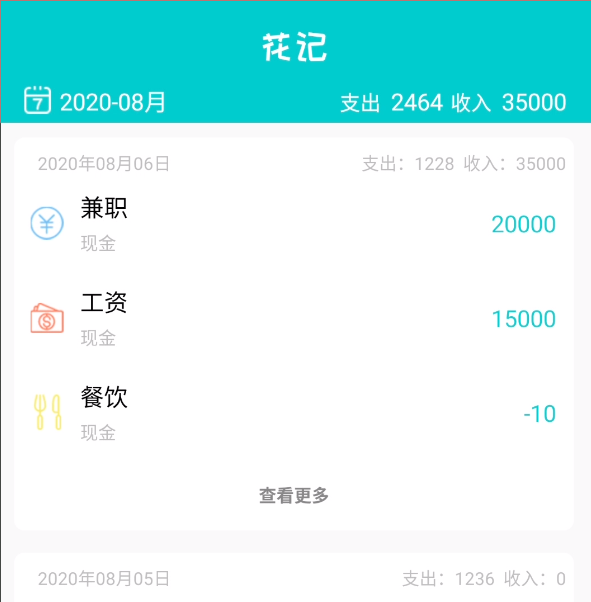 花记
7 2020-08月 支出 2464 收入 35000
2020年08月06日 支出：1228 收入：35000
兼职
现金
20000
工资
现金
15000
餐饮
现金
-10
查看更多
2020年08月05日 支出：1236 收入：0